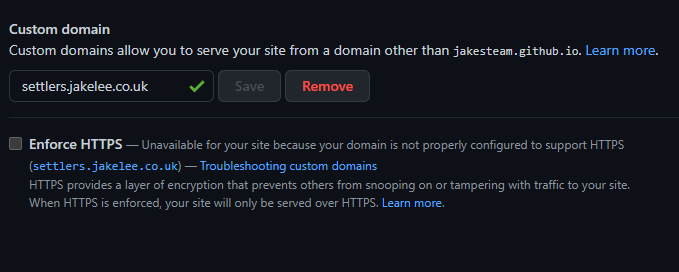 Custom domain
Custom domains allow you to serve your site from a domain other than jakesteam.github.io. Learn more.
settlers.jakelee.co.uk Save Remove
Enforce HTTPS — Unavailable for your site because your domain is not properly configured to support HTTPS
(settlers.jakelee.co.uk) — Troubleshooting custom domains
HTTPS provides a layer of encryption that prevents others from snooping on or tampering with traffic to your site.
When HTTPS is enforced, your site will only be served over HTTPS. Learn more.